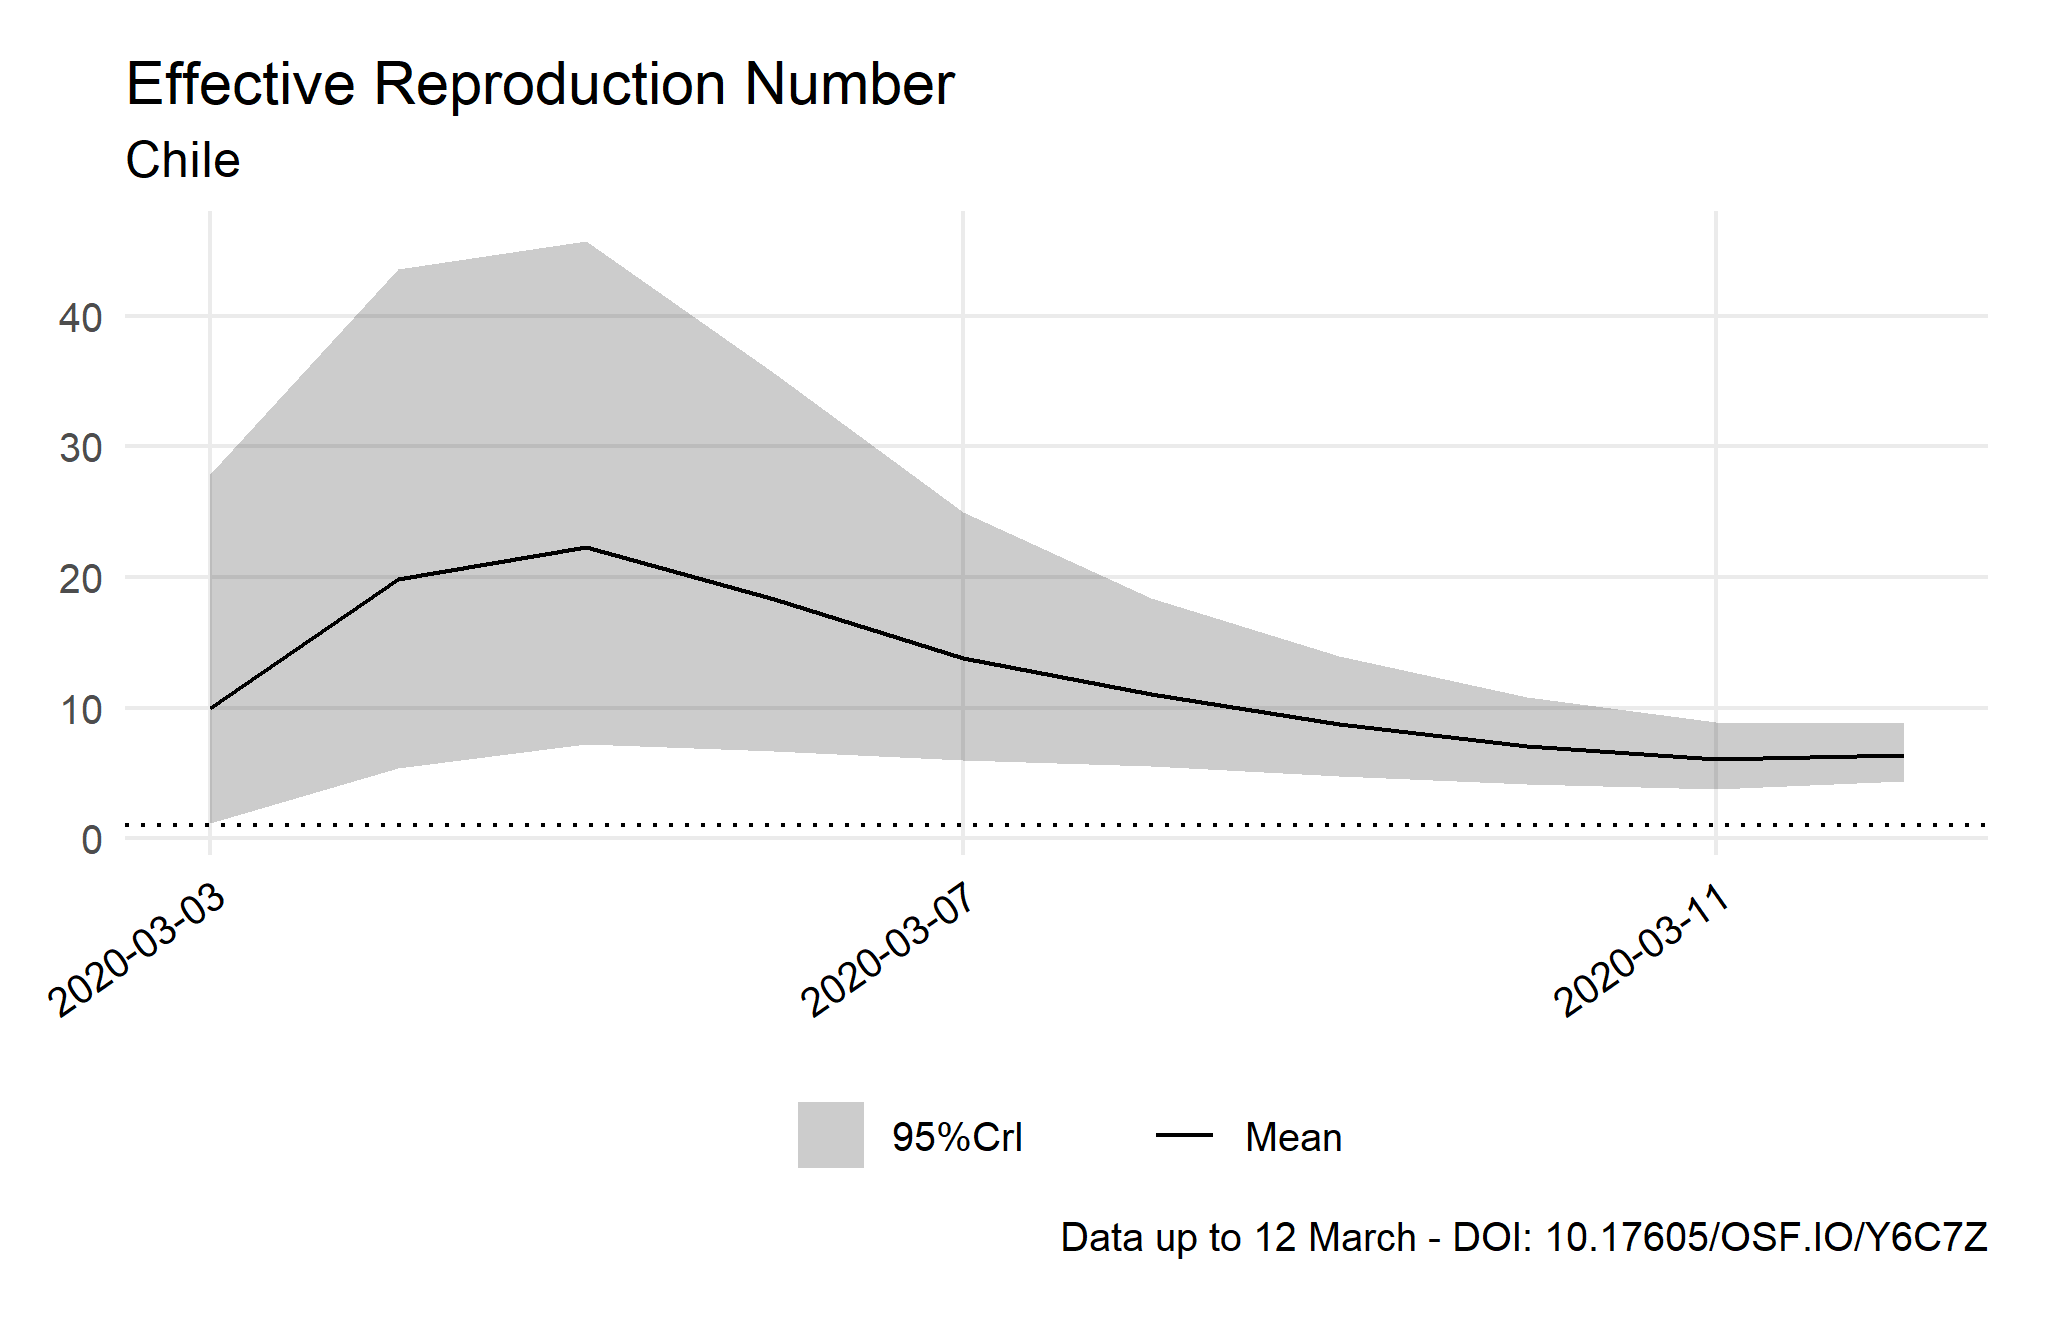 Effective Reproduction Number
Chile
40
30
20
10
0
2020-03-03
2020-03-07
2020-03-11
95%CrI
Mean
Data up to 12 March - DOI: 10.17605/OSF.IO/Y6C7Z